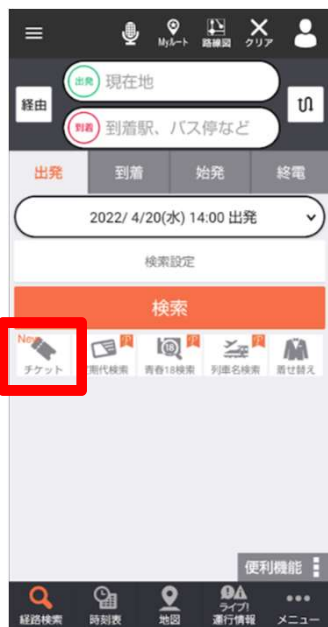 Myルート
路線図
クリア
経由
出発
現在地
到着
到着駅、バス停など
出発
到着
始発
終電
2022/ 4/20(水) 14:00 出発
検索設定
検索
New
チケット
期代検索
青春18検索
列車名検索
着せ替え
18
便利機能
経路検索
時刻表
地図
ライブ!
運行情報
メニュー